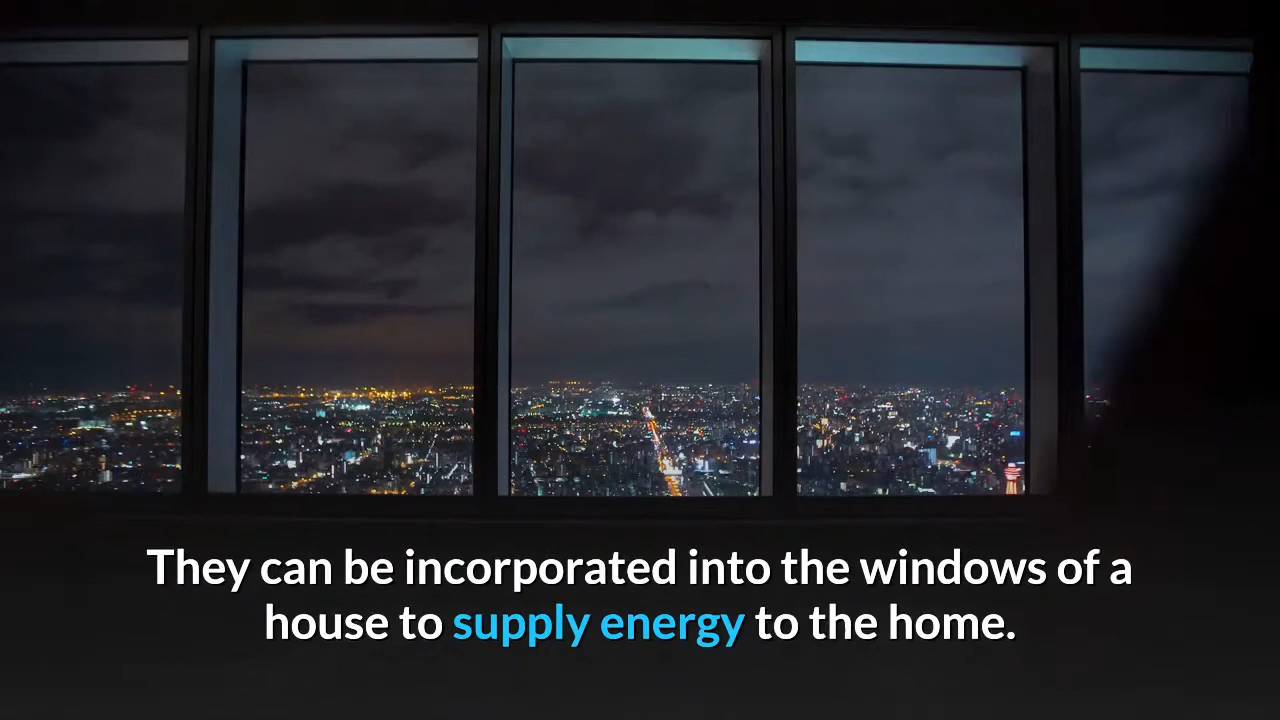 They can be incorporated into the windows of a
house to supply energy to the home.